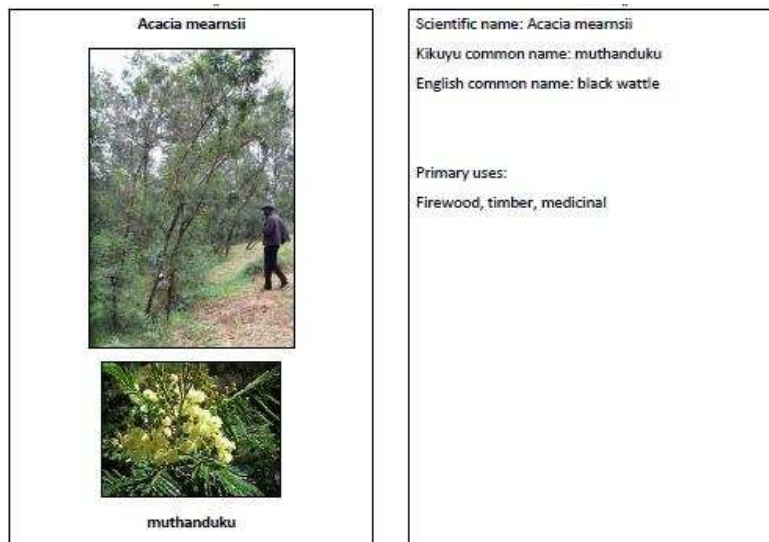 Acacia mearnsii
muthanduku
Scientific name: Acacia mearnsii
Kikuyu common name: muthanduku
English common name: black wattle
Primary uses:
Firewood, timber, medicinal